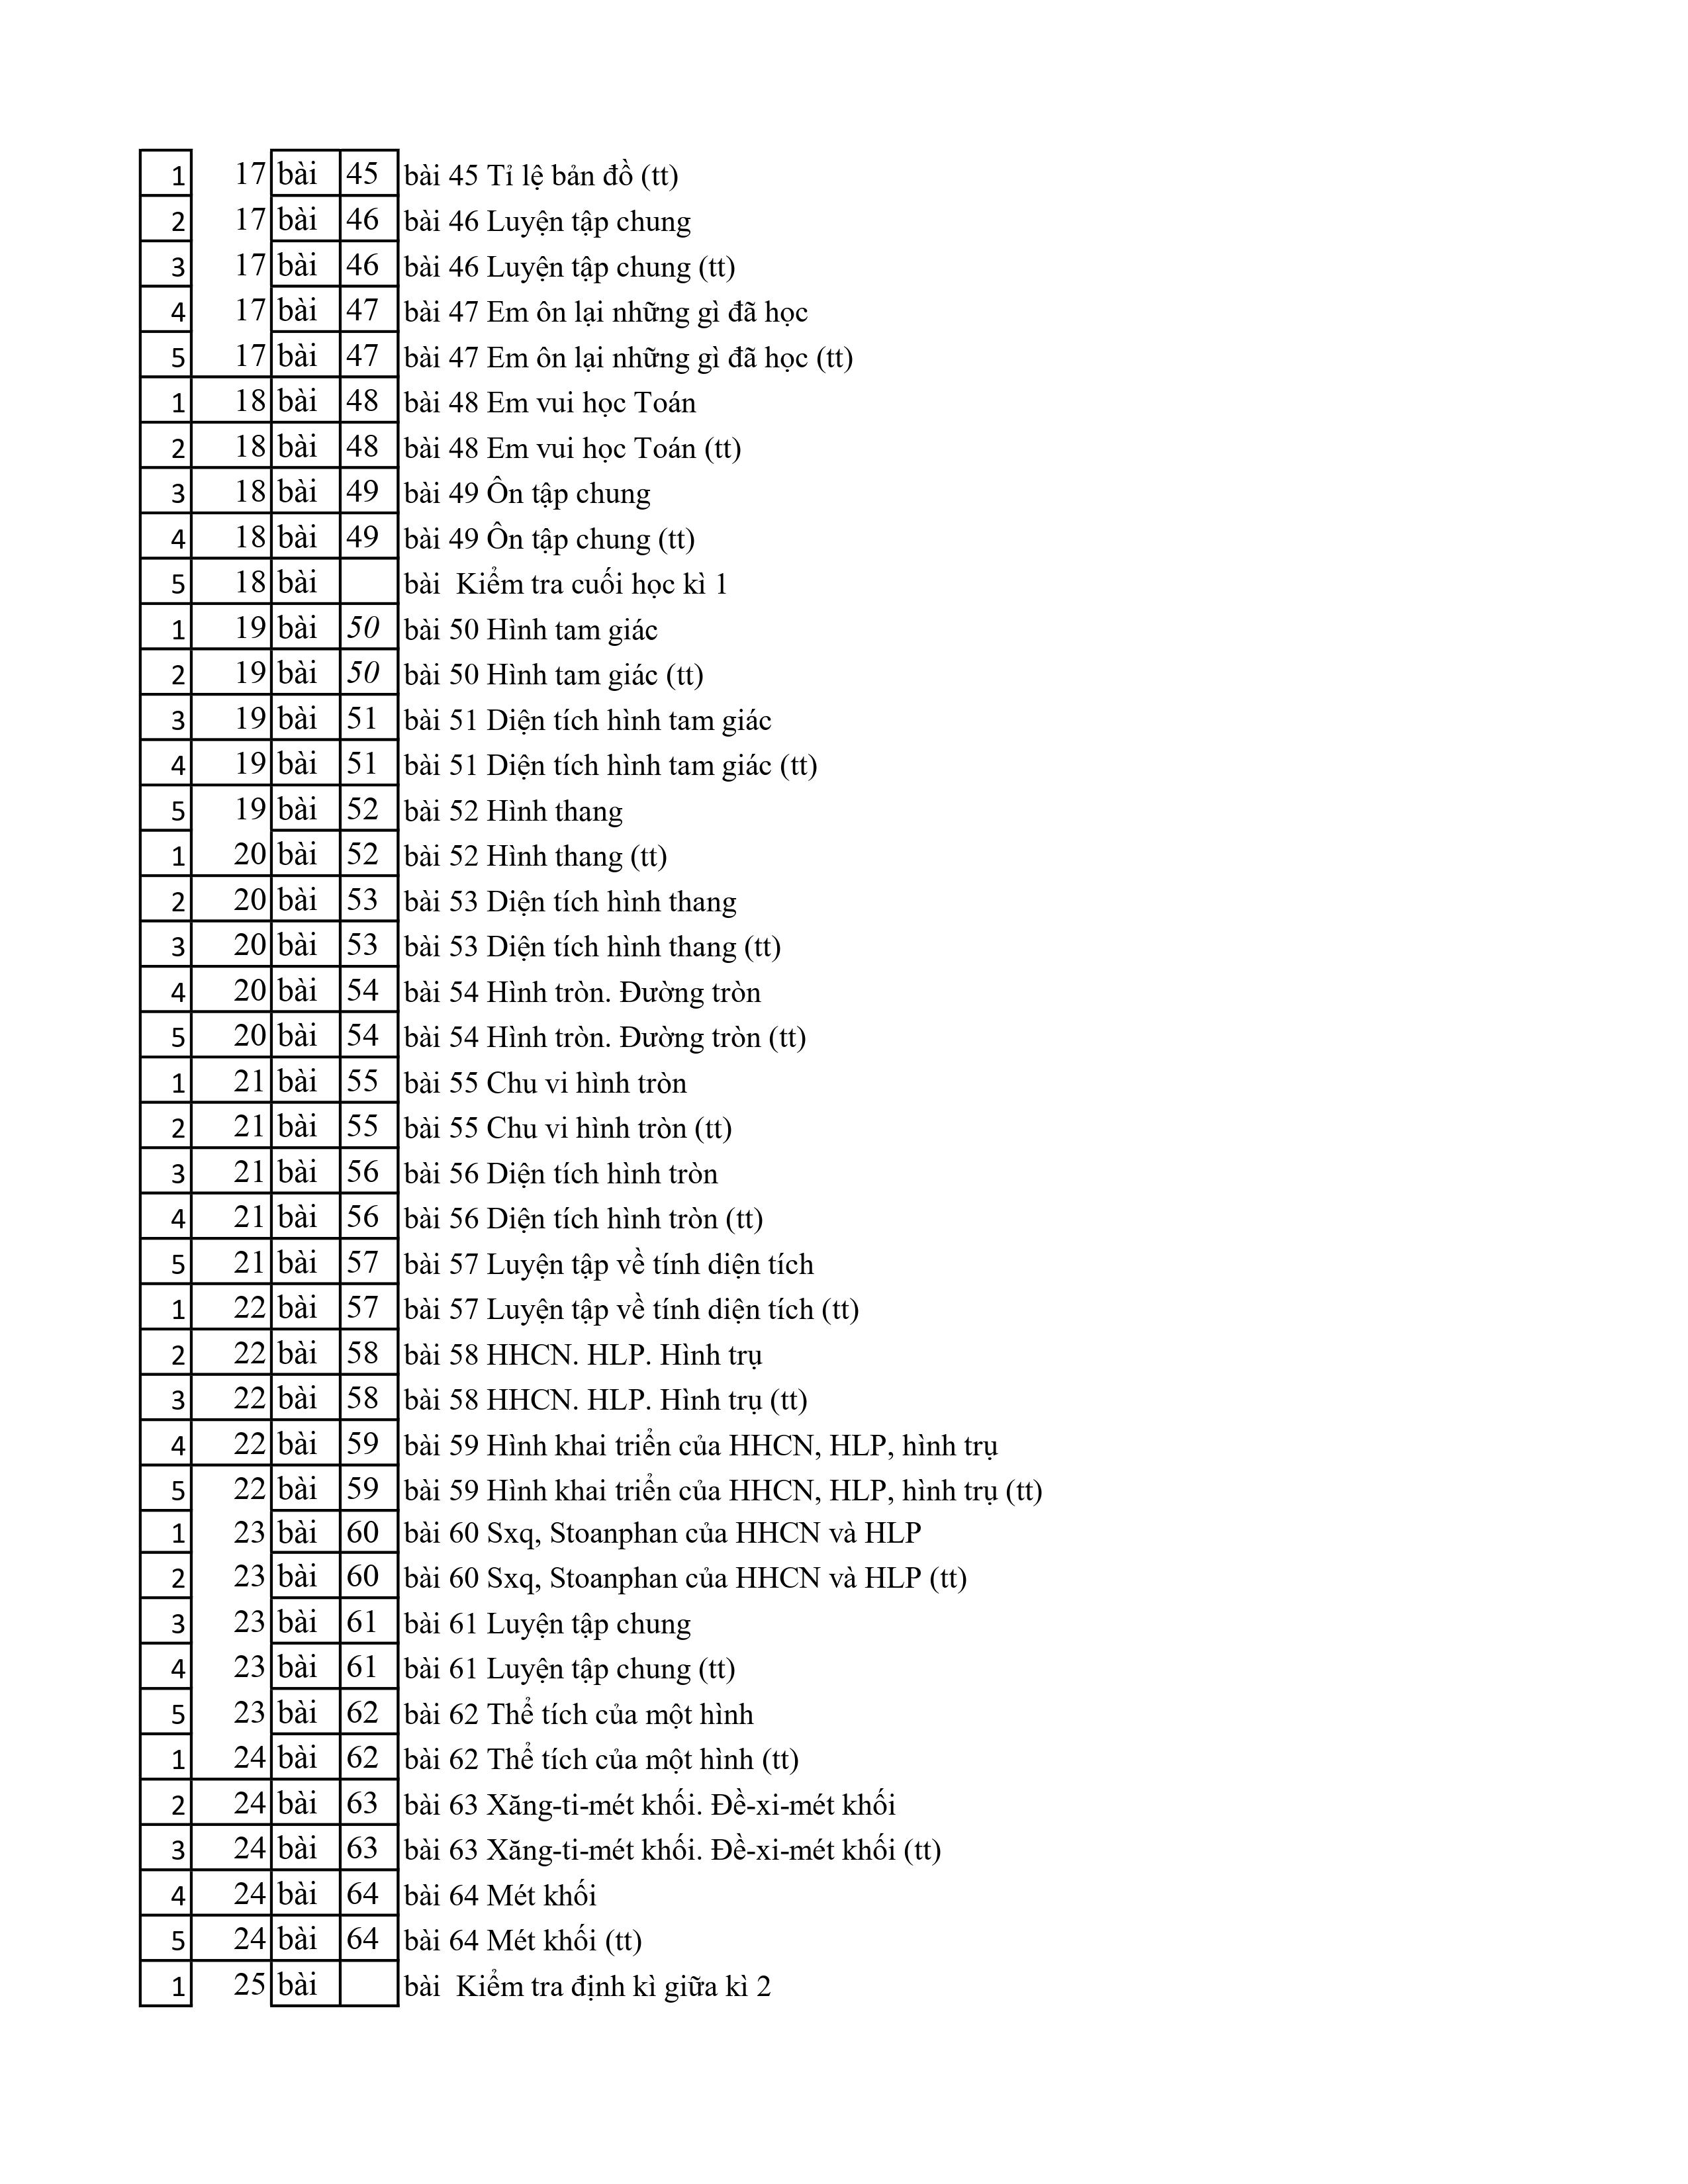 1 17 bài 45 bài 45 Tỉ lệ bản đồ (tt)
2 17 bài 46 bài 46 Luyện tập chung
3 17 bài 46 bài 46 Luyện tập chung (tt)
4 17 bài 47 bài 47 Em ôn lại những gì đã học
5 17 bài 47 bài 47 Em ôn lại những gì đã học (tt)
1 18 bài 48 bài 48 Em vui học Toán
2 18 bài 48 bài 48 Em vui học Toán (tt)
3 18 bài 49 bài 49 Ôn tập chung
4 18 bài 49 bài 49 Ôn tập chung (tt)
5 18 bài bài  Kiểm tra cuối học kì 1
1 19 bài 50 bài 50 Hình tam giác
2 19 bài 50 bài 50 Hình tam giác (tt)
3 19 bài 51 bài 51 Diện tích hình tam giác
4 19 bài 51 bài 51 Diện tích hình tam giác (tt)
5 19 bài 52 bài 52 Hình thang
1 20 bài 52 bài 52 Hình thang (tt)
2 20 bài 53 bài 53 Diện tích hình thang
3 20 bài 53 bài 53 Diện tích hình thang (tt)
4 20 bài 54 bài 54 Hình tròn. Đường tròn
5 20 bài 54 bài 54 Hình tròn. Đường tròn (tt)
1 21 bài 55 bài 55 Chu vi hình tròn
2 21 bài 55 bài 55 Chu vi hình tròn (tt)
3 21 bài 56 bài 56 Diện tích hình tròn
4 21 bài 56 bài 56 Diện tích hình tròn (tt)
5 21 bài 57 bài 57 Luyện tập về tính diện tích
1 22 bài 57 bài 57 Luyện tập về tính diện tích (tt)
2 22 bài 58 bài 58 HHCN. HLP. Hình trụ
3 22 bài 58 bài 58 HHCN. HLP. Hình trụ (tt)
4 22 bài 59 bài 59 Hình khai triển của HHCN, HLP, hình trụ
5 22 bài 59 bài 59 Hình khai triển của HHCN, HLP, hình trụ (tt)
1 23 bài 60 bài 60 Sxq, Stoanphan của HHCN và HLP
2 23 bài 60 bài 60 Sxq, Stoanphan của HHCN và HLP (tt)
3 23 bài 61 bài 61 Luyện tập chung
4 23 bài 61 bài 61 Luyện tập chung (tt)
5 23 bài 62 bài 62 Thể tích của một hình
1 24 bài 62 bài 62 Thể tích của một hình (tt)
2 24 bài 63 bài 63 Xăng-ti-mét khối. Đề-xi-mét khối
3 24 bài 63 bài 63 Xăng-ti-mét khối. Đề-xi-mét khối (tt)
4 24 bài 64 bài 64 Mét khối
5 24 bài 64 bài 64 Mét khối (tt)
1 25 bài bài  Kiểm tra định kì giữa kì 2